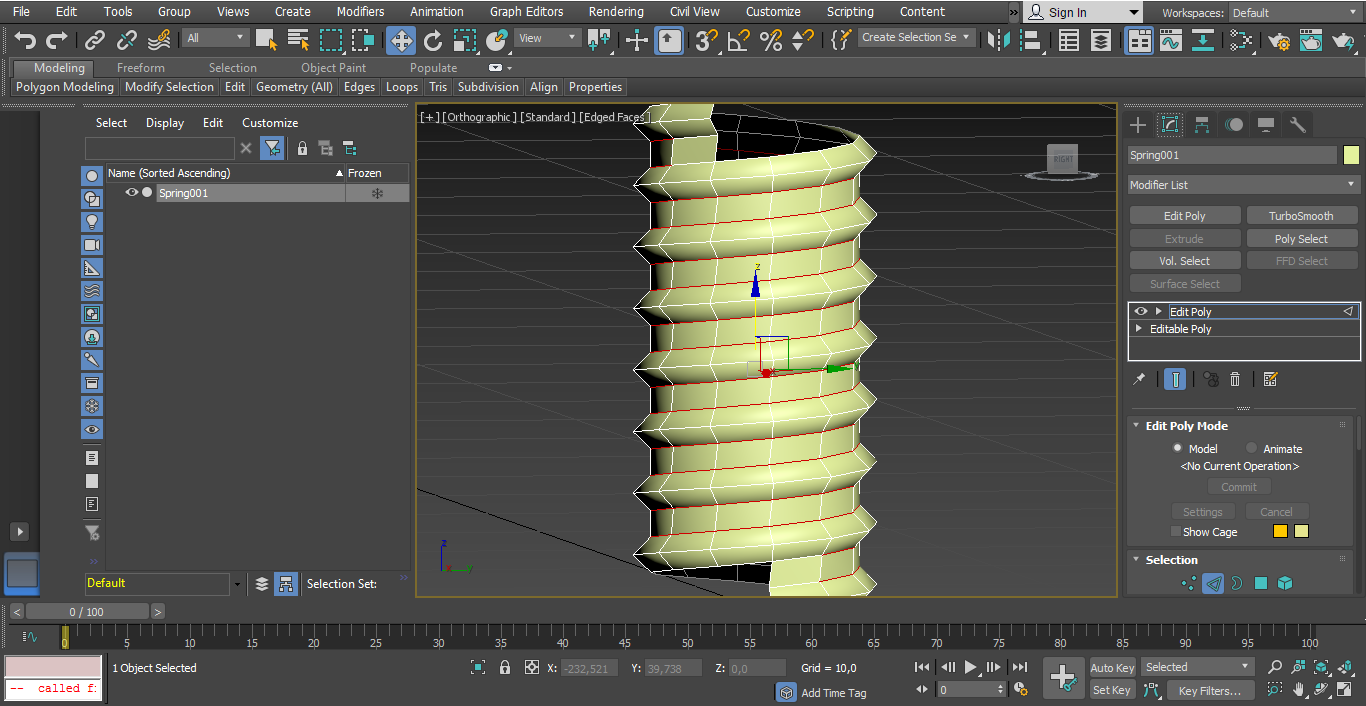 File Edit Tools Group Views Create Modifiers Animation Graph Editors Rendering Civil View Customize Scripting Content » Sign In Workspaces: Default
All View Create Selection Se
Modeling Freeform Selection Object Paint Populate
Polygon Modeling Modify Selection Edit Geometry (All) Edges Loops Tris Subdivision Align Properties
[+] [Orthographic] [Standard] [Edged Faces]
Select Display Edit Customize
Name (Sorted Ascending) Frozen
Spring001
RIGHT
z
z
Y
Spring001
Modifier List
Edit Poly TurboSmooth
Extrude Poly Select
Vol. Select FFD Select
Surface Select
Edit Poly
Editable Poly
Edit Poly Mode
Model Animate
<No Current Operation>
Commit
Settings Cancel
Show Cage
Selection
Default Selection Set:
< 0 / 100 >
0 5 10 15 20 25 30 35 40 45 50 55 60 65 70 75 80 85 90 95 100
1 Object Selected X: -232,521 Y: 39,738 Z: 0,0 Grid = 10,0
-- called f:
Add Time Tag
0
Auto Key Selected
Set Key Key Filters...